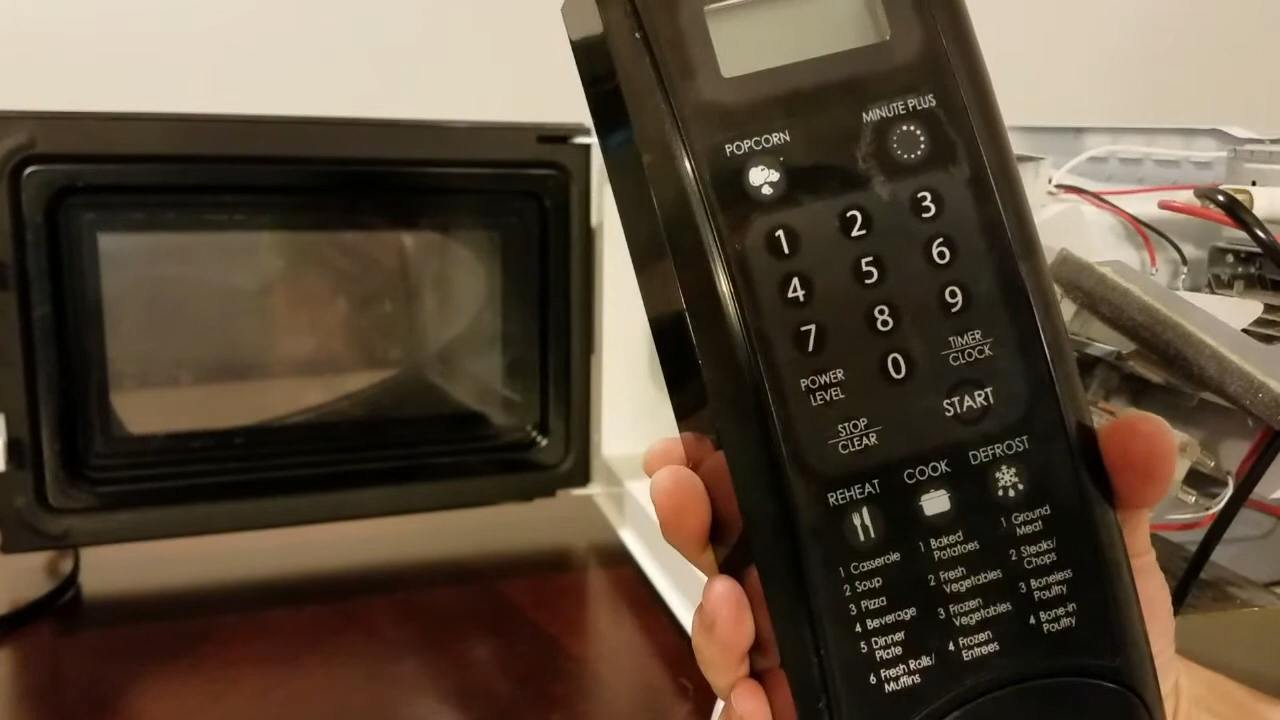 MINUTE PLUS
POPCORN
1 2 3
4 5 6
7 8 9
0
TIMER
CLOCK
POWER
LEVEL
START
STOP
CLEAR
REHEAT
COOK
DEFROST
1 Casserole
2 Soup
3 Pizza
4 Beverage
5 Dinner
Plate
6 Fresh Rolls/
Muffins
1 Baked
Potatoes
2 Fresh
Vegetables
3 Frozen
Vegetables
4 Frozen
Entrees
1 Ground
Meat
2 Steaks/
Chops
3 Boneless
Poultry
4 Bone-in
Poultry